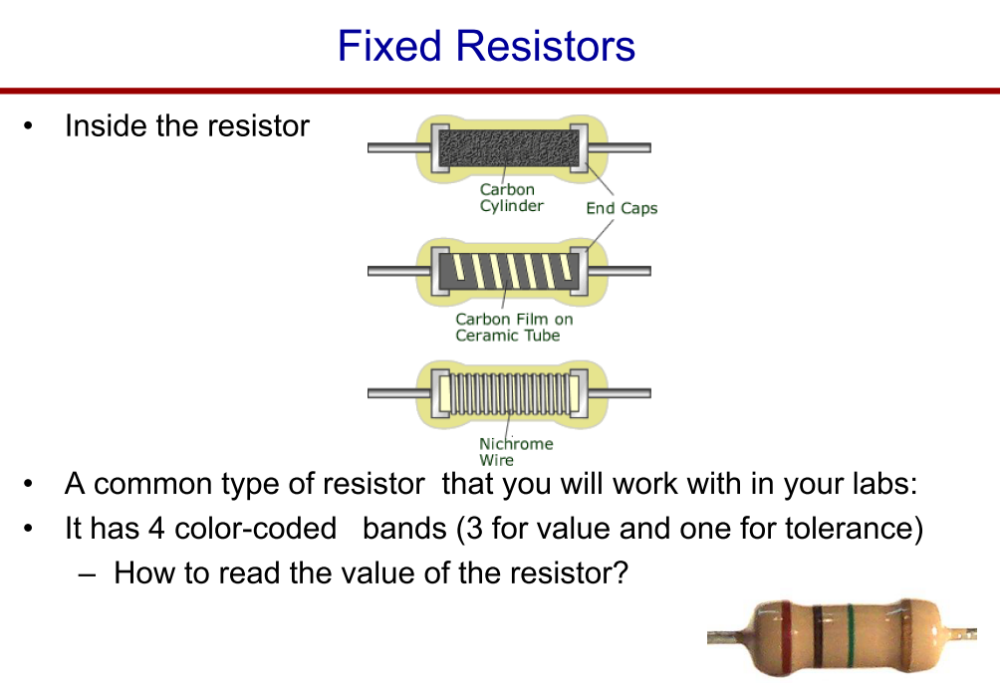 Fixed Resistors
• Inside the resistor
Carbon
Cylinder
End Caps
Carbon Film on
Ceramic Tube
Nichrome
Wire
• A common type of resistor that you will work with in your labs:
• It has 4 color-coded bands (3 for value and one for tolerance)
– How to read the value of the resistor?